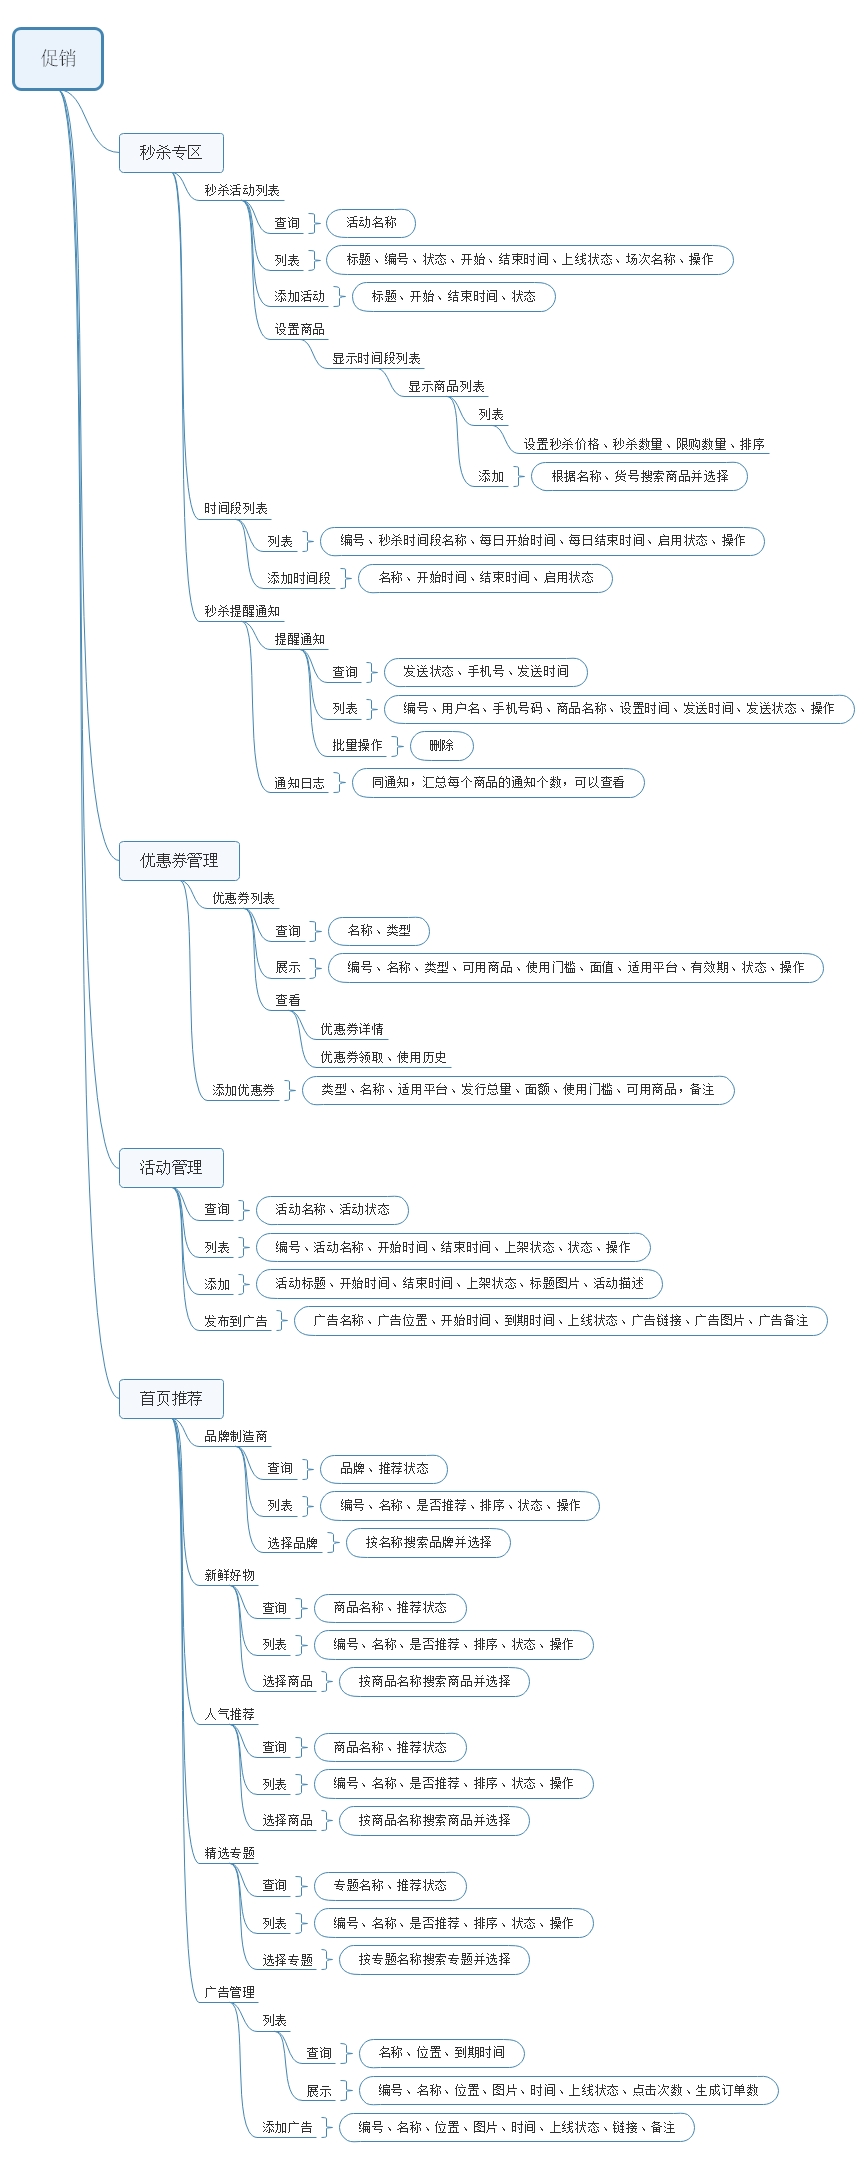 促销
秒杀专区
秒杀活动列表
查询
活动名称
列表
标题、编号、状态、开始、结束时间、上线状态、场次名称、操作
添加活动
标题、开始、结束时间、状态
设置商品
显示时间段列表
显示商品列表
列表
设置秒杀价格、秒杀数量、限购数量、排序
添加
根据名称、货号搜索商品并选择
时间段列表
列表
编号、秒杀时间段名称、每日开始时间、每日结束时间、启用状态、操作
添加时间段
名称、开始时间、结束时间、启用状态
秒杀提醒通知
提醒通知
查询
发送状态、手机号、发送时间
列表
编号、用户名、手机号码、商品名称、设置时间、发送时间、发送状态、操作
批量操作
删除
通知日志
同通知，汇总每个商品的通知个数，可以查看
优惠券管理
优惠券列表
查询
名称、类型
展示
编号、名称、类型、可用商品、使用门槛、面值、适用平台、有效期、状态、操作
查看
优惠券详情
优惠券领取、使用历史
添加优惠券
类型、名称、适用平台、发行总量、面额、使用门槛、可用商品，备注
活动管理
查询
活动名称、活动状态
列表
编号、活动名称、开始时间、结束时间、上架状态、状态、操作
添加
活动标题、开始时间、结束时间、上架状态、标题图片、活动描述
发布到广告
广告名称、广告位置、开始时间、到期时间、上线状态、广告链接、广告图片、广告备注
首页推荐
品牌制造商
查询
品牌、推荐状态
列表
编号、名称、是否推荐、排序、状态、操作
选择品牌
按名称搜索品牌并选择
新鲜好物
查询
商品名称、推荐状态
列表
编号、名称、是否推荐、排序、状态、操作
选择商品
按商品名称搜索商品并选择
人气推荐
查询
商品名称、推荐状态
列表
编号、名称、是否推荐、排序、状态、操作
选择商品
按商品名称搜索商品并选择
精选专题
查询
专题名称、推荐状态
列表
编号、名称、是否推荐、排序、状态、操作
选择专题
按专题名称搜索专题并选择
广告管理
列表
查询
名称、位置、到期时间
展示
编号、名称、位置、图片、时间、上线状态、点击次数、生成订单数
添加广告
编号、名称、位置、图片、时间、上线状态、链接、备注